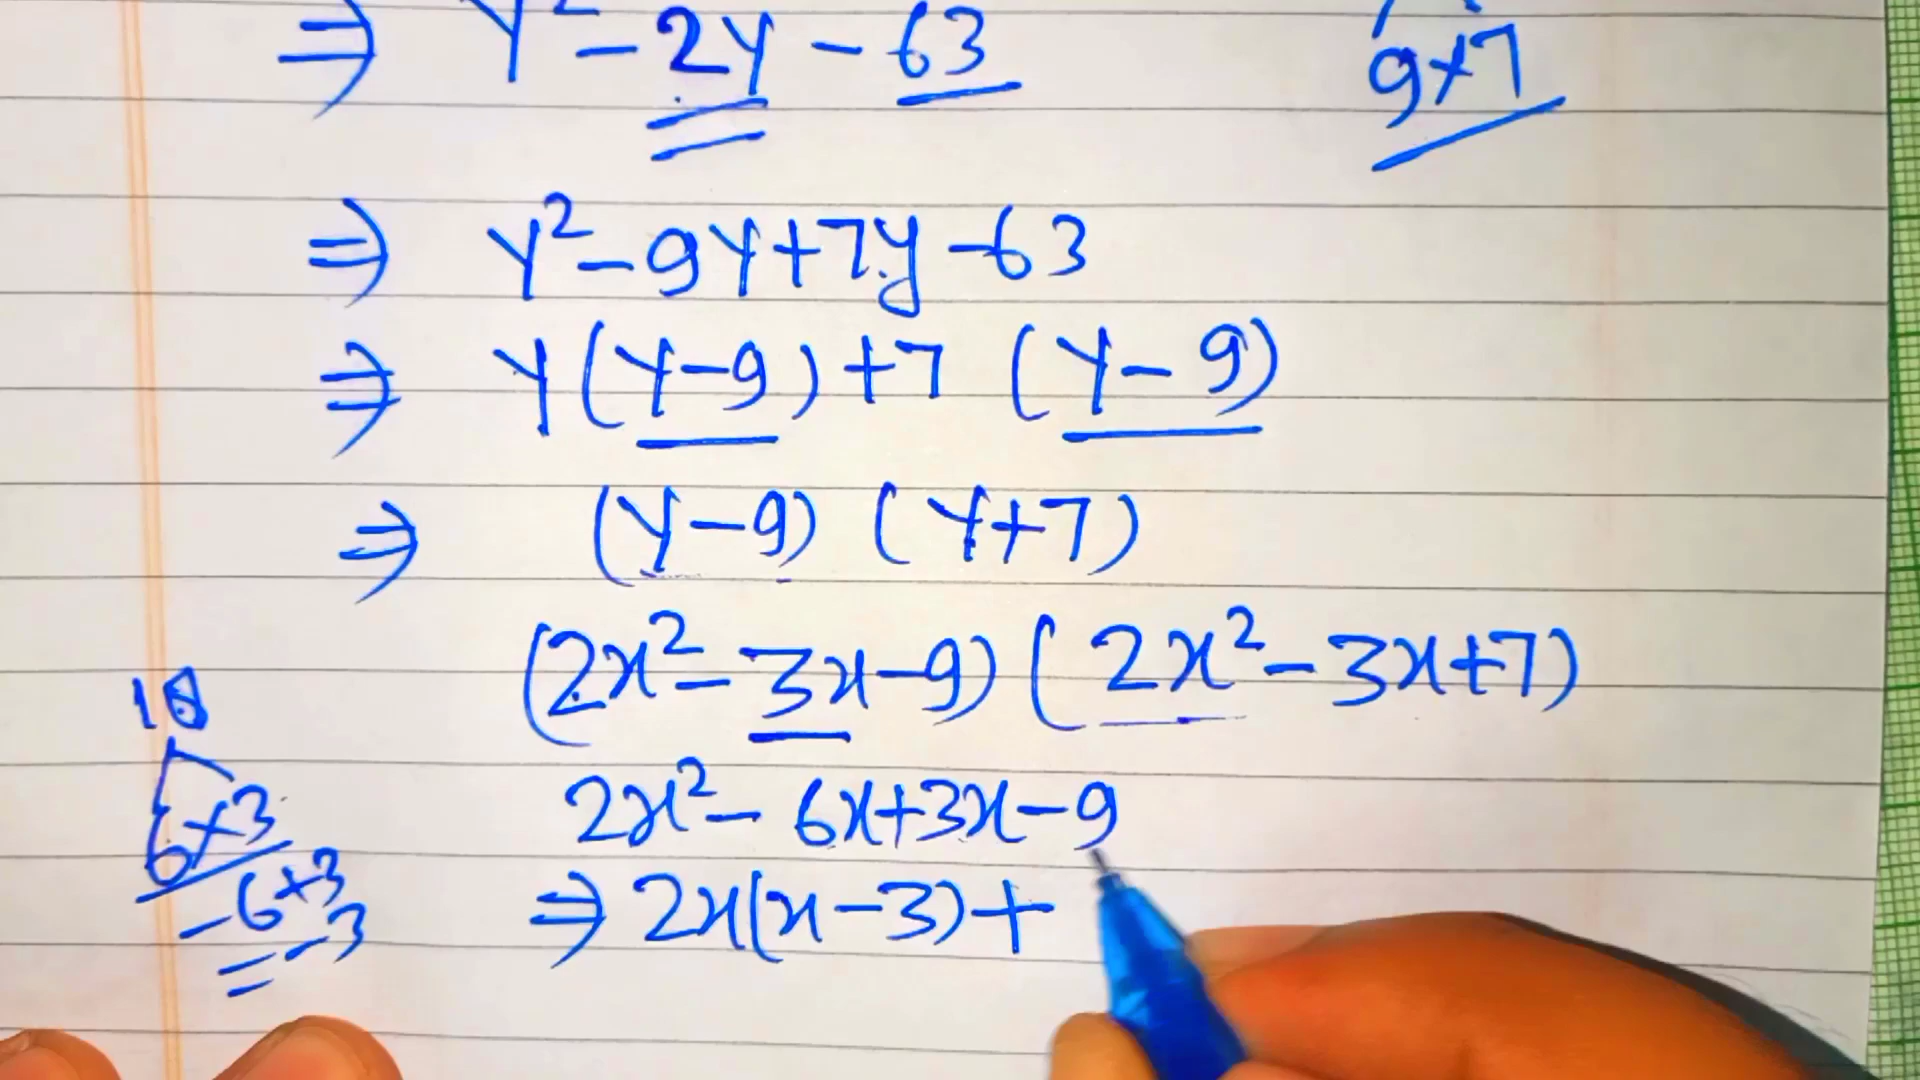 ⇒ y² - 2y - 63
9×7
⇒ y² - 9y + 7y - 63
⇒ y (y - 9) + 7 (y - 9)
⇒ (y - 9) (y + 7)
(2x² - 3x - 9) (2x² - 3x + 7)
18
6×3
-6+3
= -3
2x² - 6x + 3x - 9
⇒ 2x(x - 3) +